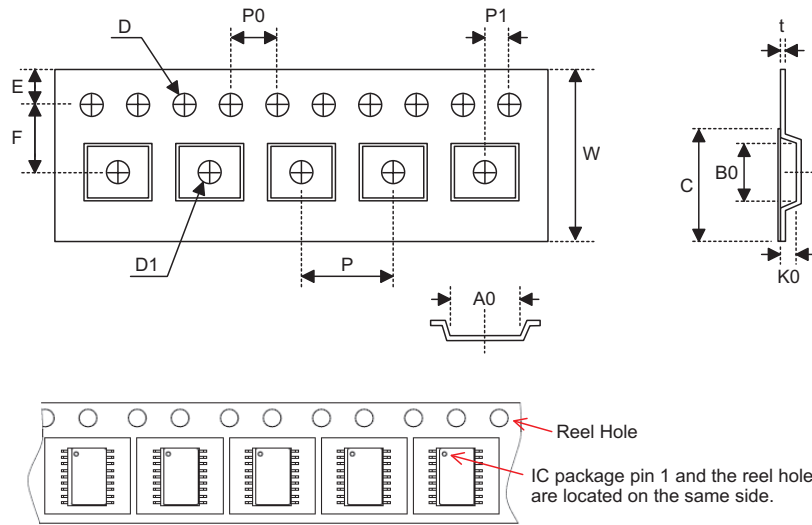 D
P0
P1
t
E
F
W
C
B0
D1
P
K0
A0
Reel Hole
IC package pin 1 and the reel hole
are located on the same side.